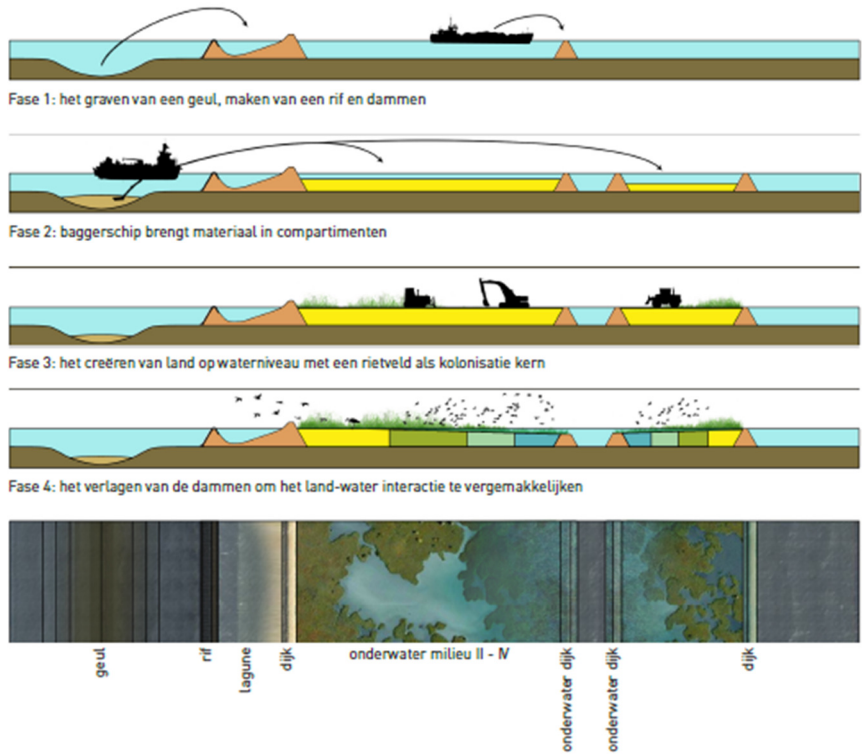 Fase 1: het graven van een geul, maken van een rif en dammen
Fase 2: baggerschip brengt materiaal in compartimenten
Fase 3: het creëren van land op waterniveau met een rietveld als kolonisatie kern
Fase 4: het verlagen van de dammen om het land-water interactie te vergemakkelijken
geul
rif
lagune
dijk
onderwater milieu II - IV
onderwater dijk
onderwater dijk
dijk